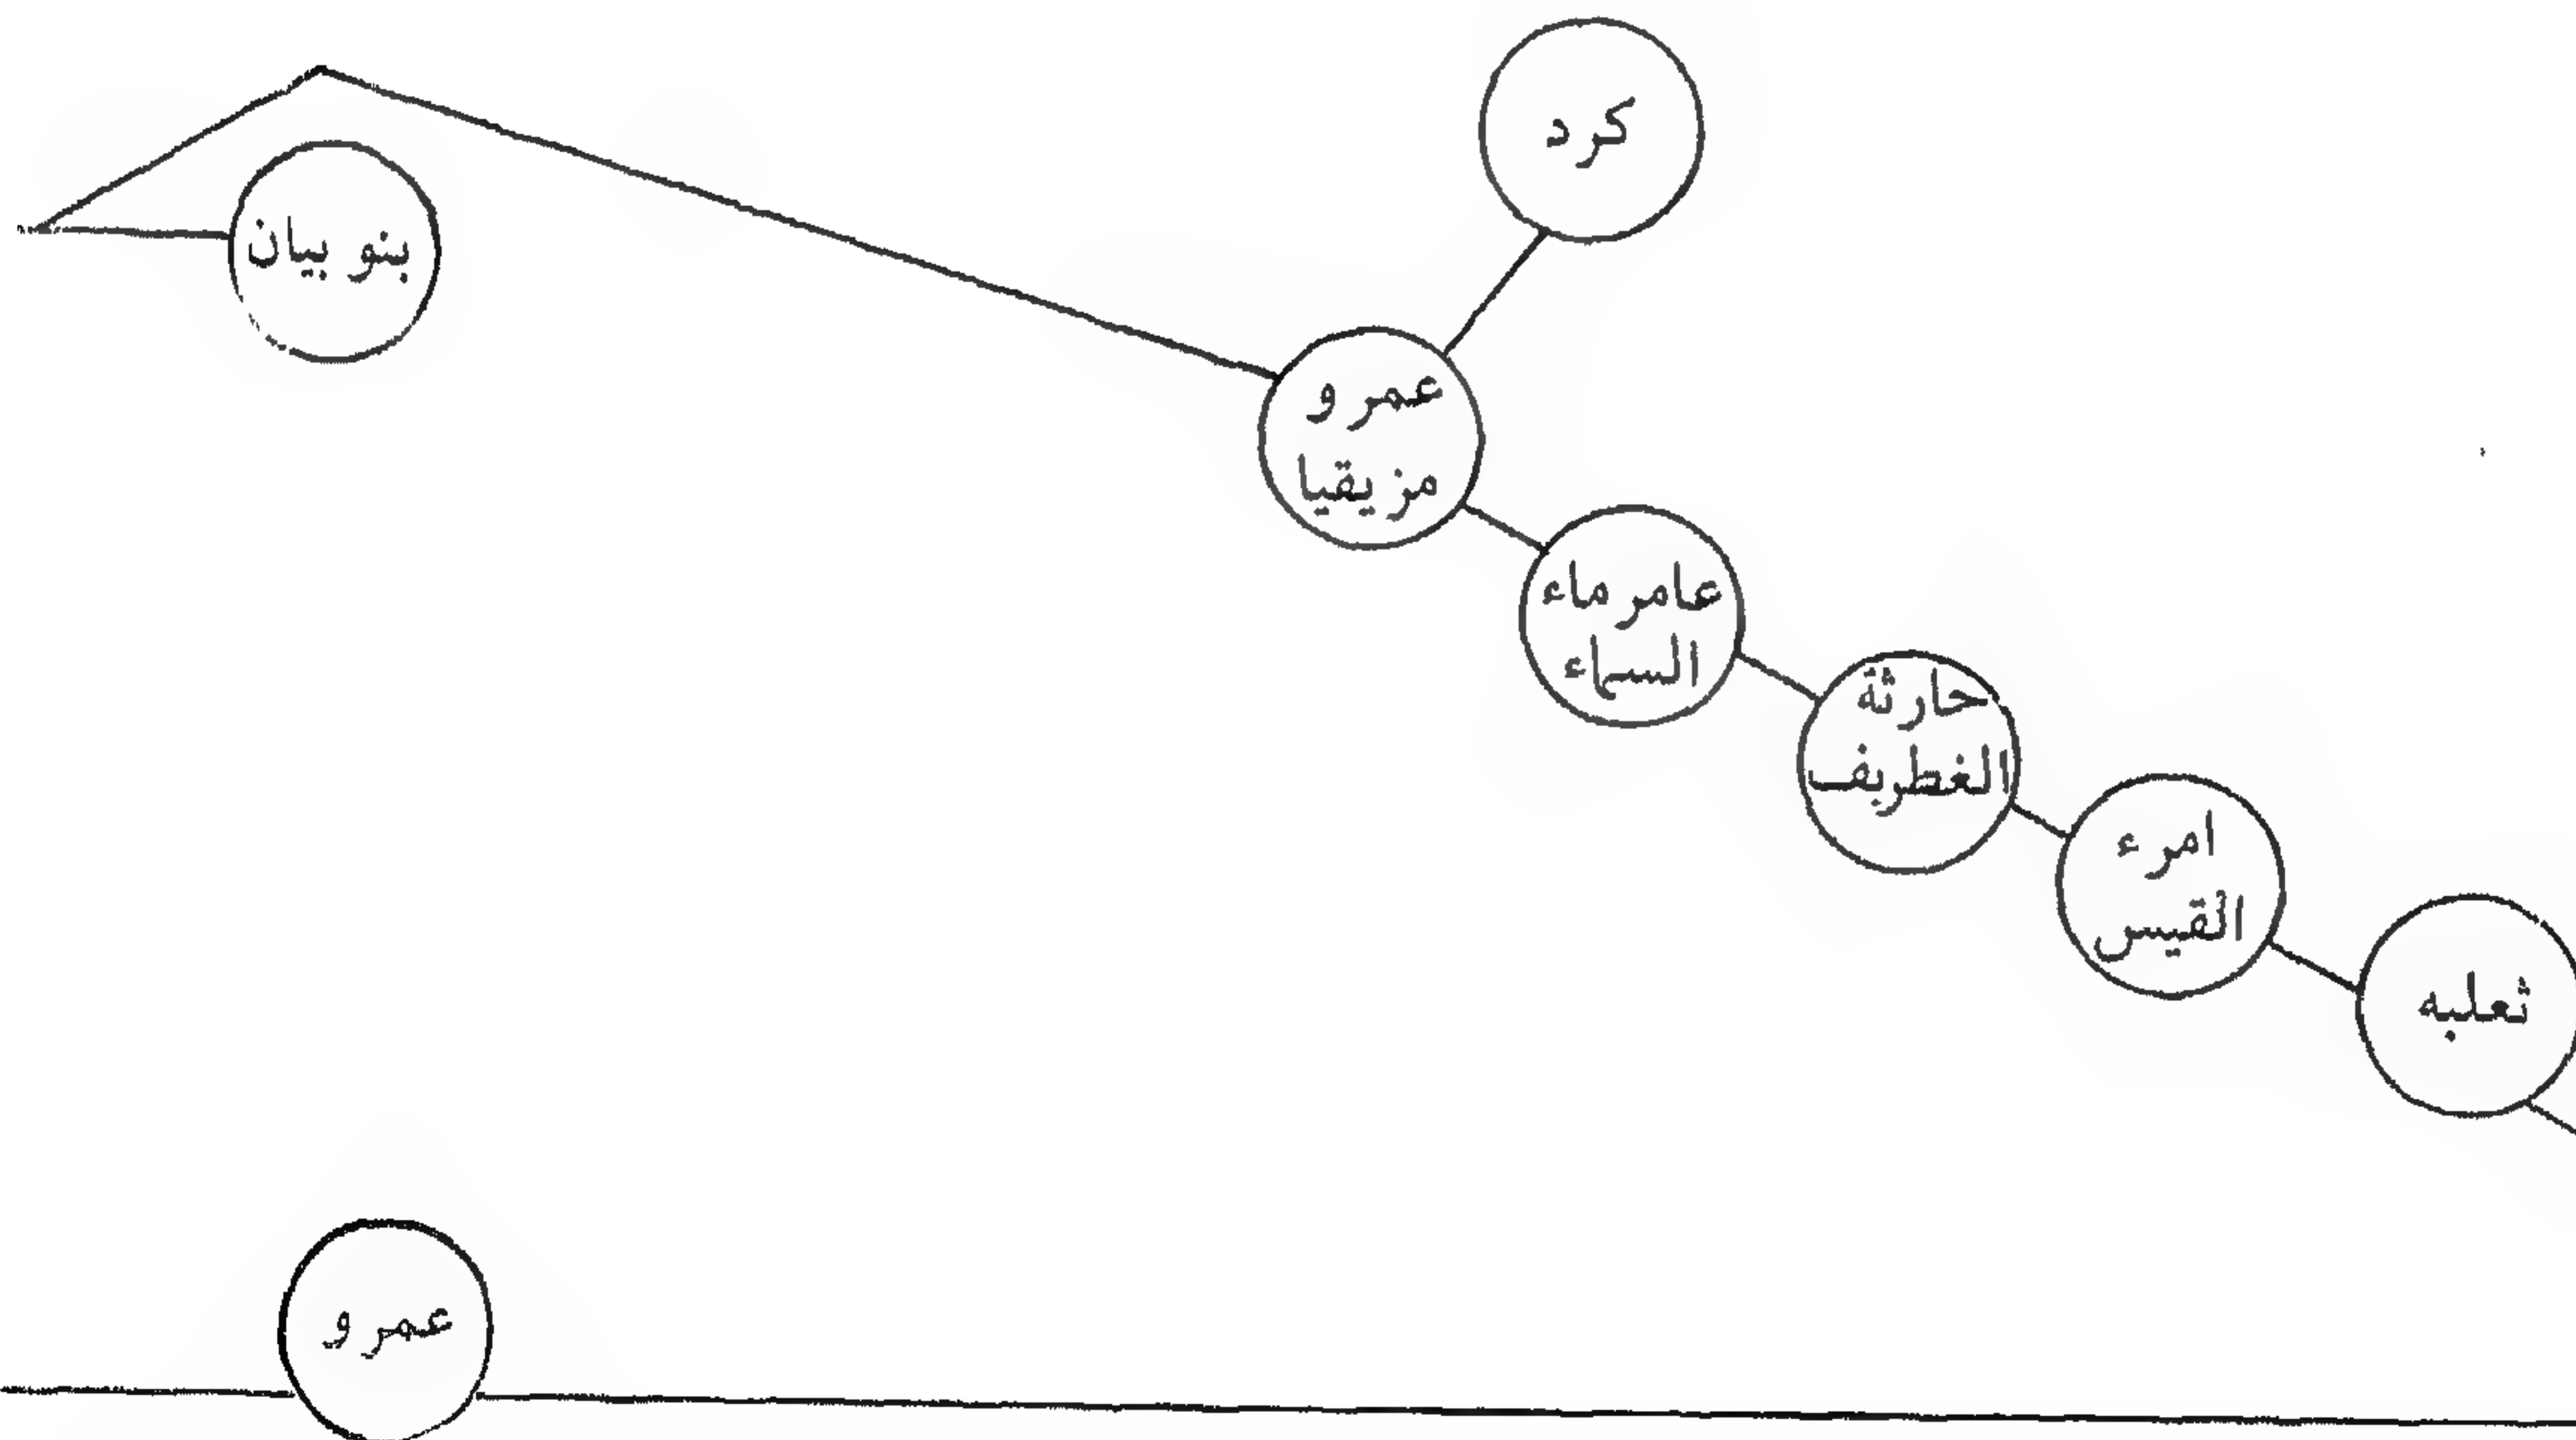 كرد
بنو بيان
عمرو
مزيقيا
عامر ماء
السماء
حارثة
الغطريف
امرء
القيس
ثعلبه
عمرو